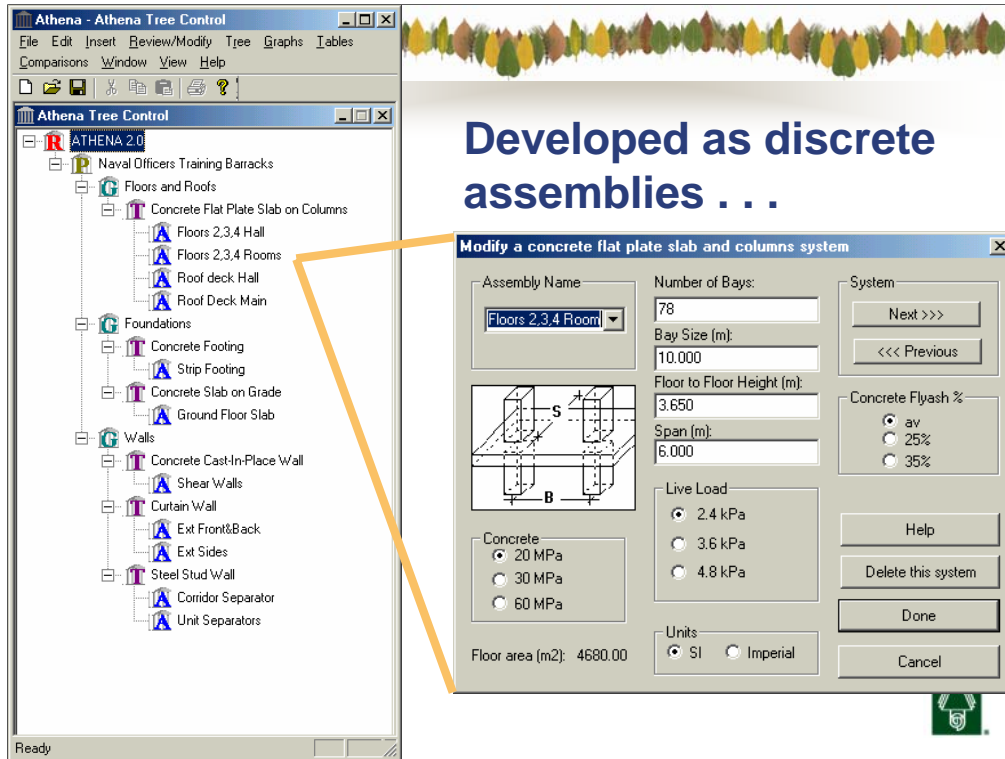 Athena - Athena Tree Control
File Edit Insert Review/Modify Tree Graphs Tables
Comparisons Window View Help
Athena Tree Control
R ATHENA 2.0
P Naval Officers Training Barracks
G Floors and Roofs
T Concrete Flat Plate Slab on Columns
A Floors 2,3,4 Hall
A Floors 2,3,4 Rooms
A Roof deck Hall
A Roof Deck Main
G Foundations
T Concrete Footing
A Strip Footing
T Concrete Slab on Grade
A Ground Floor Slab
G Walls
T Concrete Cast-In-Place Wall
A Shear Walls
T Curtain Wall
A Ext Front&Back
A Ext Sides
T Steel Stud Wall
A Corridor Separator
A Unit Separators
Ready
Developed as discrete
assemblies . . .
Modify a concrete flat plate slab and columns system
Assembly Name
Floors 2,3,4 Room
S
B
Concrete
20 MPa
30 MPa
60 MPa
Floor area (m2): 4680.00
Number of Bays:
78
Bay Size (m):
10.000
Floor to Floor Height (m):
3.650
Span (m):
6.000
Live Load
2.4 kPa
3.6 kPa
4.8 kPa
Units
SI Imperial
System
Next >>>
<<< Previous
Concrete Flyash %
av
25%
35%
Help
Delete this system
Done
Cancel